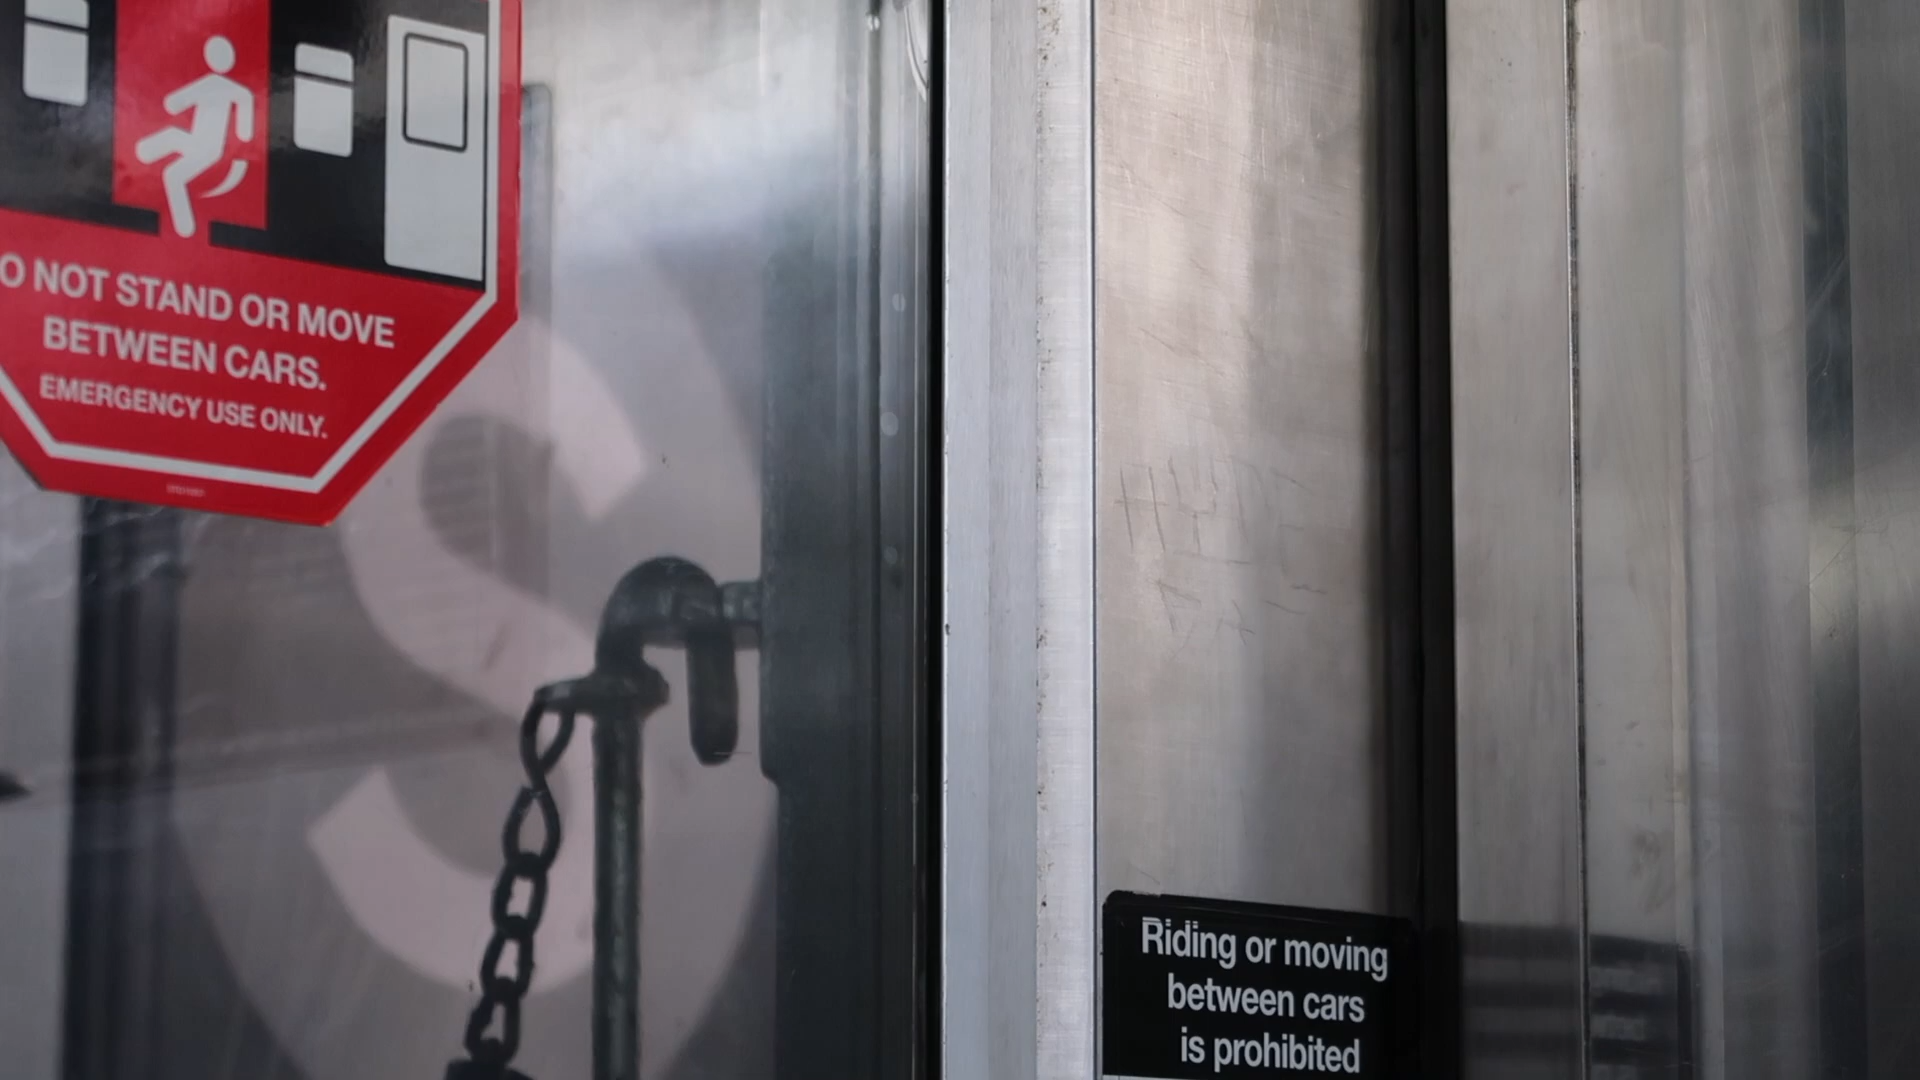 O NOT STAND OR MOVE
BETWEEN CARS.
EMERGENCY USE ONLY.
S
Riding or moving
between cars
is prohibited